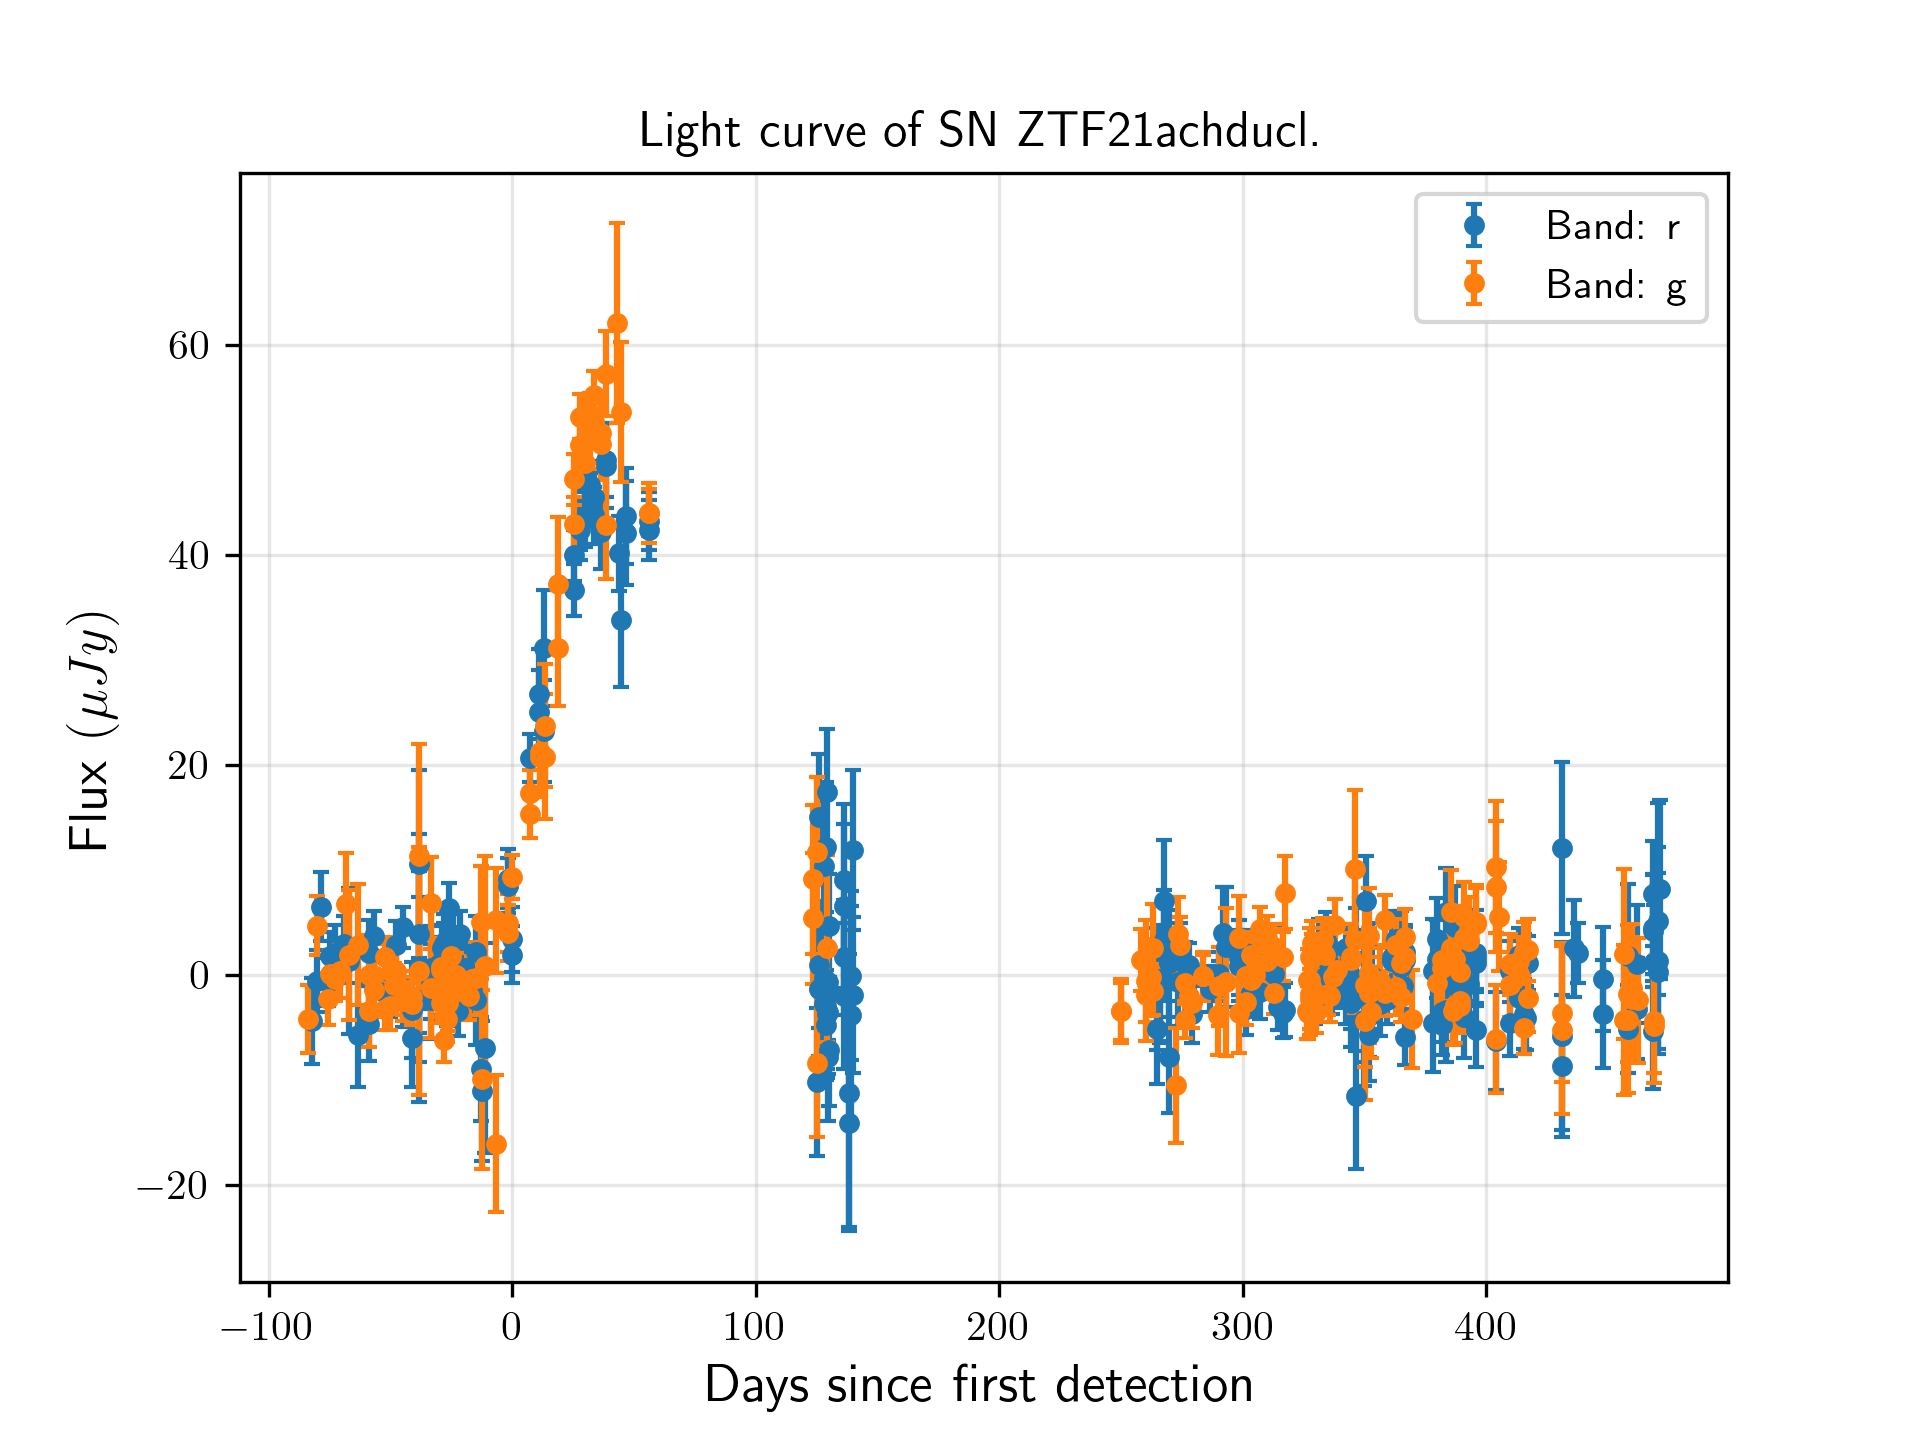 Light curve of SN ZTF21achducl.
Band: r
Band: g
60
40
20
0
−20
Flux (μJy)
−100
0
100
200
300
400
Days since first detection